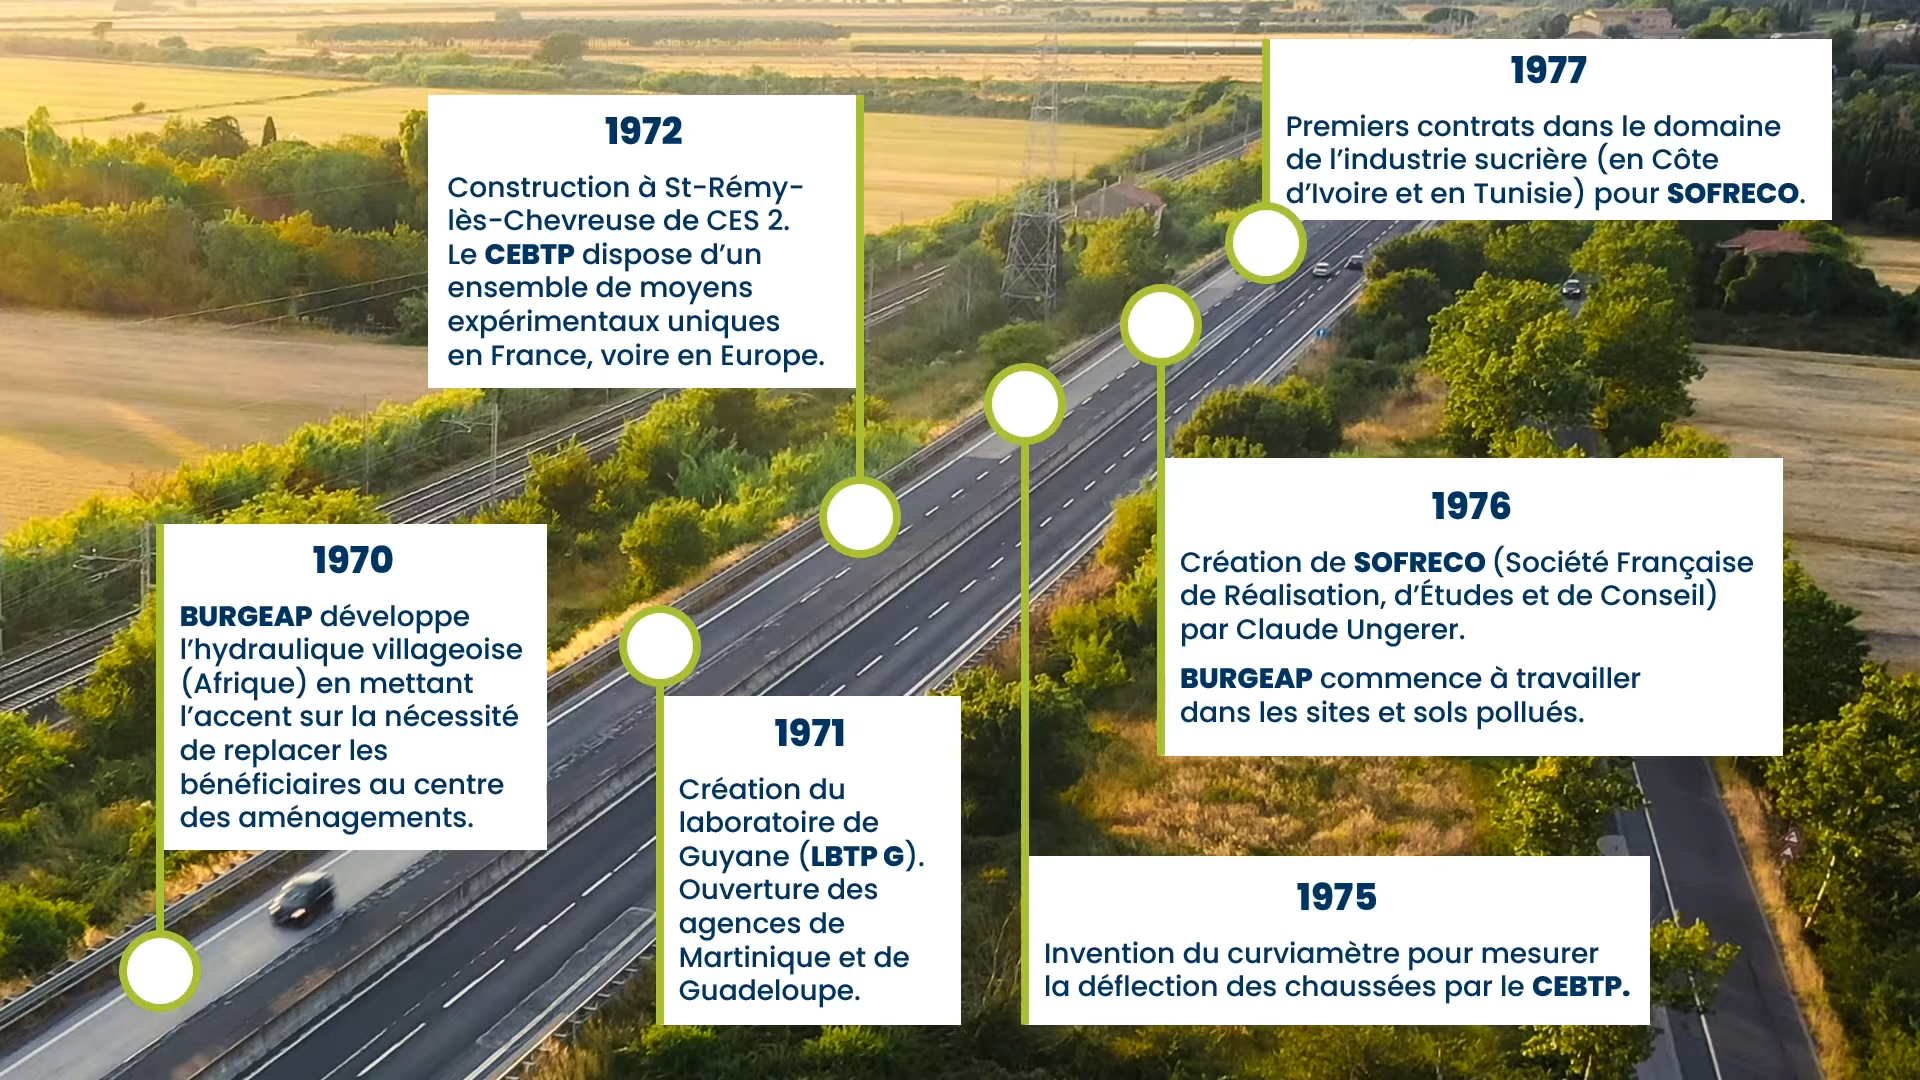 1970
BURGEAP développe
l’hydraulique villageoise
(Afrique) en mettant
l’accent sur la nécessité
de replacer les
bénéficiaires au centre
des aménagements.
1971
Création du
laboratoire de
Guyane (LBTP G).
Ouverture des
agences de
Martinique et de
Guadeloupe.
1972
Construction à St-Rémy-
lès-Chevreuse de CES 2.
Le CEBTP dispose d’un
ensemble de moyens
expérimentaux uniques
en France, voire en Europe.
1975
Invention du curviamètre pour mesurer
la déflection des chaussées par le CEBTP.
1976
Création de SOFRECO (Société Française
de Réalisation, d’Études et de Conseil)
par Claude Ungerer.
BURGEAP commence à travailler
dans les sites et sols pollués.
1977
Premiers contrats dans le domaine
de l’industrie sucrière (en Côte
d’Ivoire et en Tunisie) pour SOFRECO.